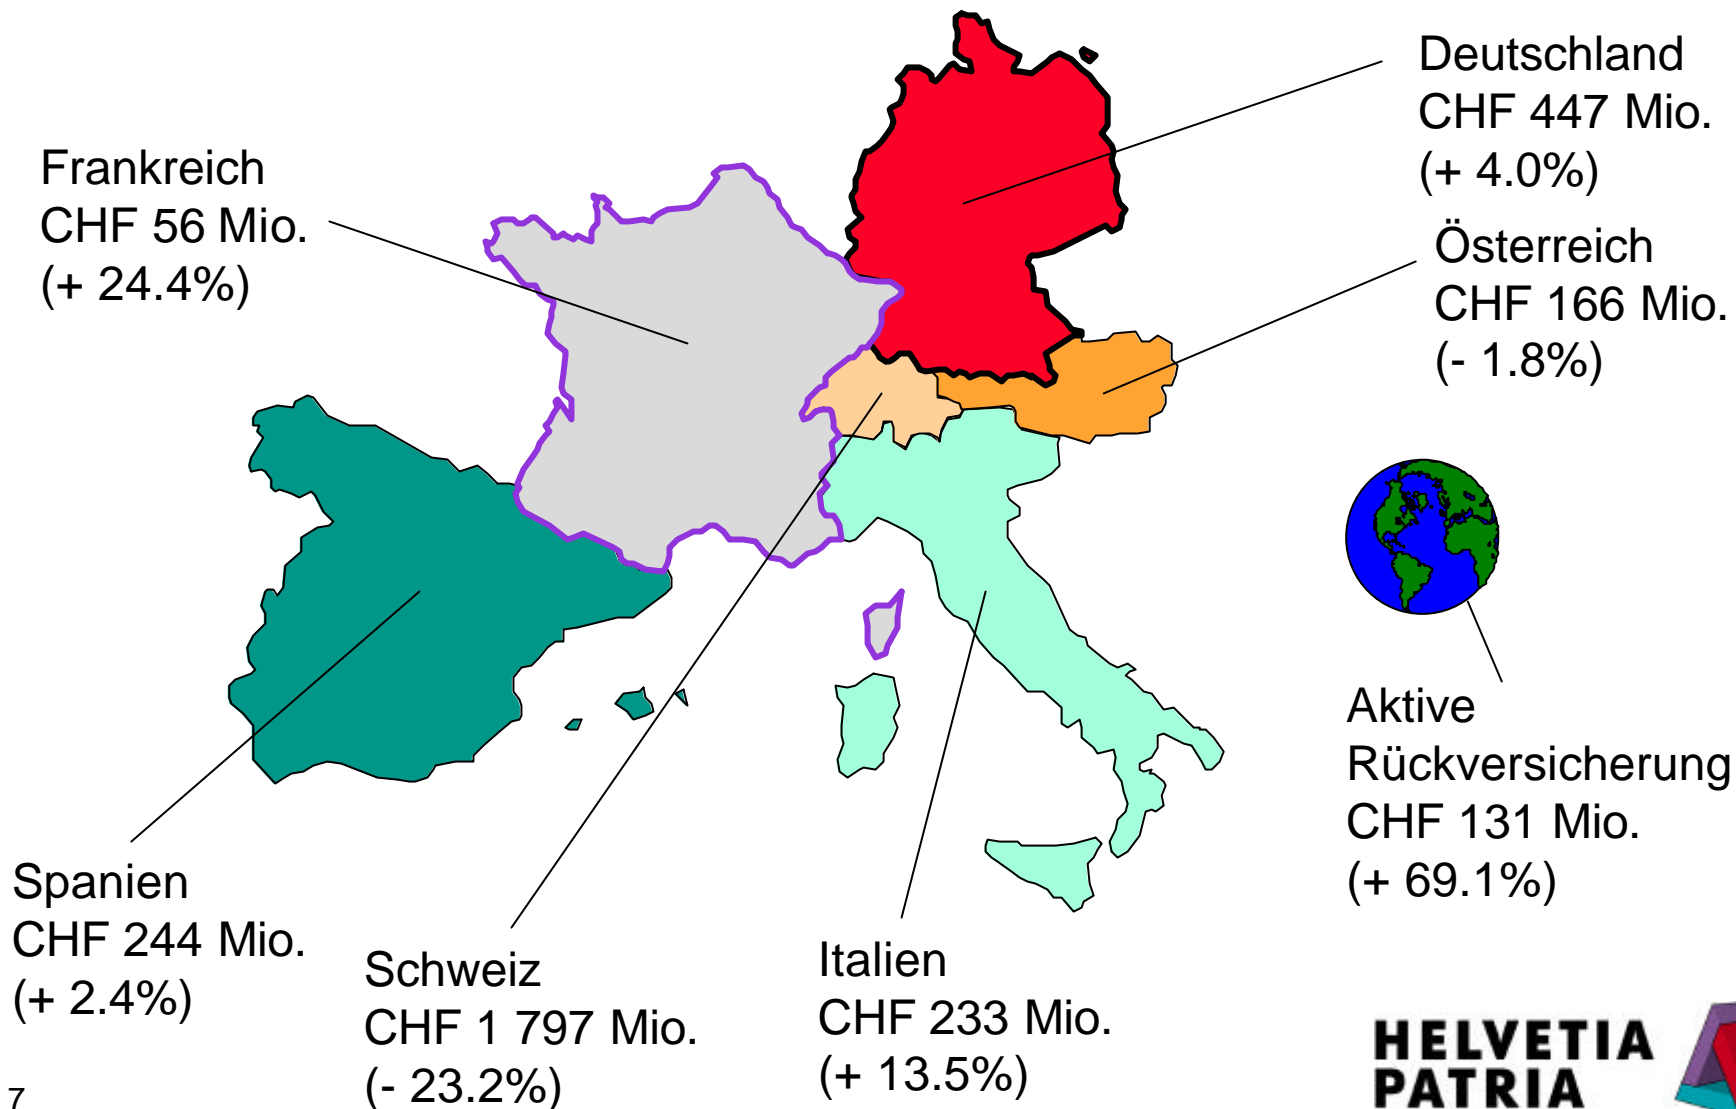 Deutschland
CHF 447 Mio.
(+ 4.0%)
Frankreich
CHF 56 Mio.
(+ 24.4%)
Österreich
CHF 166 Mio.
(- 1.8%)
Aktive
Rückversicherung
CHF 131 Mio.
(+ 69.1%)
Spanien
CHF 244 Mio.
(+ 2.4%)
Schweiz
CHF 1 797 Mio.
(- 23.2%)
Italien
CHF 233 Mio.
(+ 13.5%)
HELVETIA
PATRIA
7